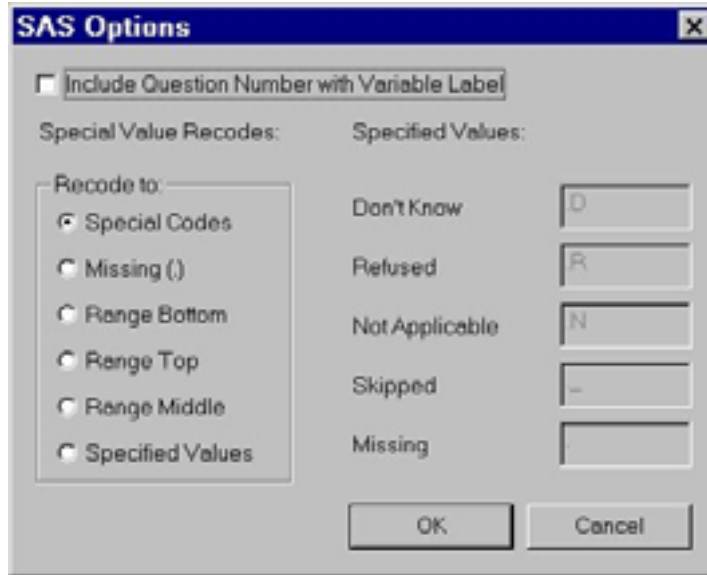 SAS Options
Include Question Number with Variable Label
Special Value Recodes:
Specified Values:
Recode to:
Special Codes
Missing (.)
Range Bottom
Range Top
Range Middle
Specified Values
Don't Know
.D
Refused
.R
Not Applicable
.N
Skipped
._
Missing
.
OK
Cancel